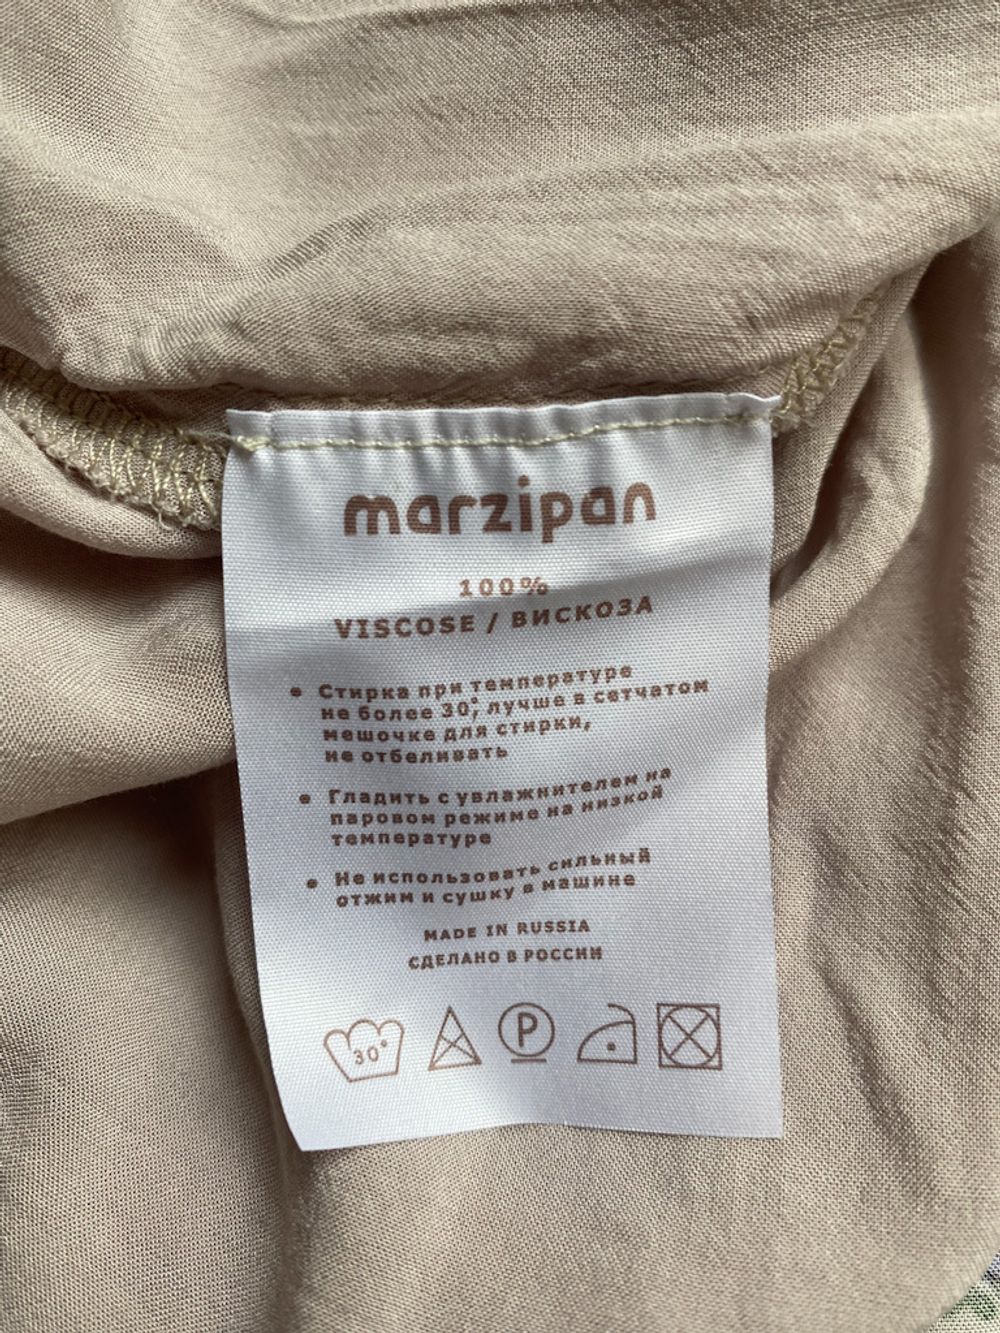 marzipan
100%
VISCOSE / ВИСКОЗА
• Стирка при температуре
не более 30°, лучше в сетчатом
мешочке для стирки,
не отбеливать
• Гладить с увлажнителем на
паровом режиме на низкой
температуре
• Не использовать сильный
отжим и сушку в машине
MADE IN RUSSIA
СДЕЛАНО В РОССИИ
30° P